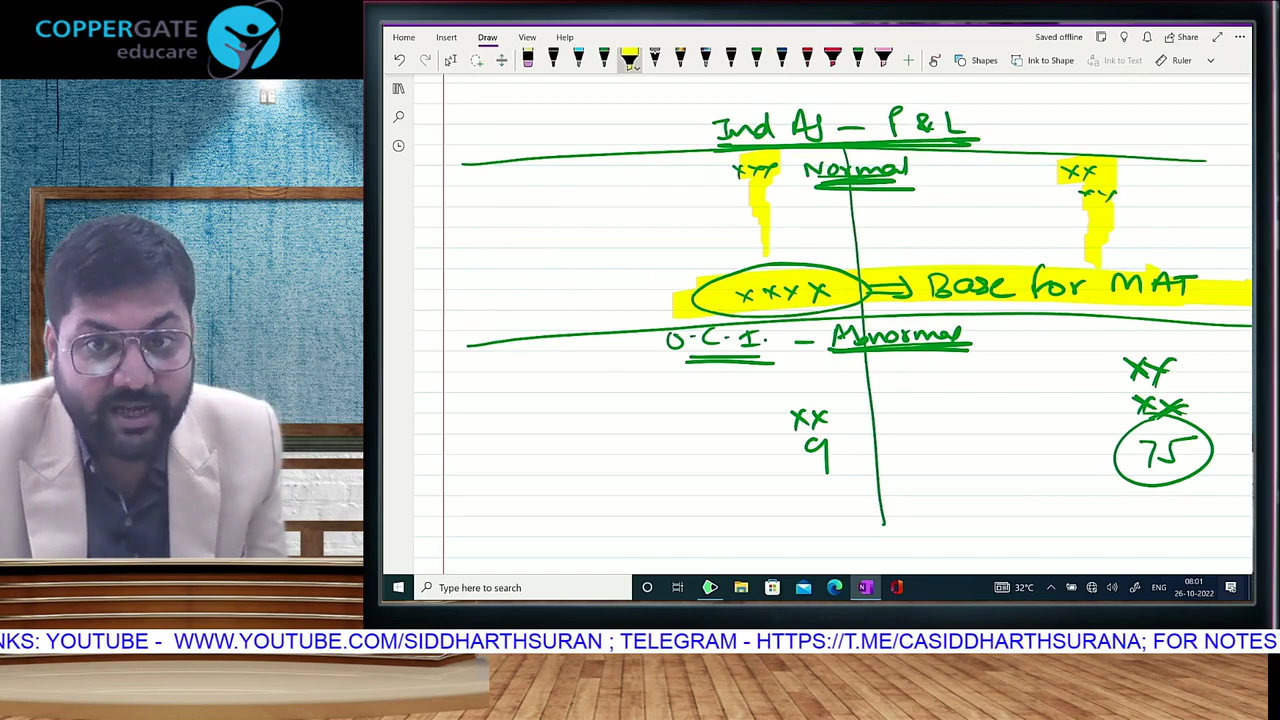 COPPERGATE
educare
Home Insert Draw View Help
Saved offline
Share
Shapes
Ink to Shape
Ink to Text
Ruler
Ind AS - P & L
xxx Normal xx
xy
xxxx ⇒ Base for MAT
O.C.I. - Abnormal
xx
xx
xx
9 75
Type here to search
32°C
ENG
08:01
26-10-2022
NKS: YOUTUBE - WWW.YOUTUBE.COM/SIDDHARTHSURAN ; TELEGRAM - HTTPS://T.ME/CASIDDHARTHSURANA; FOR NOTES